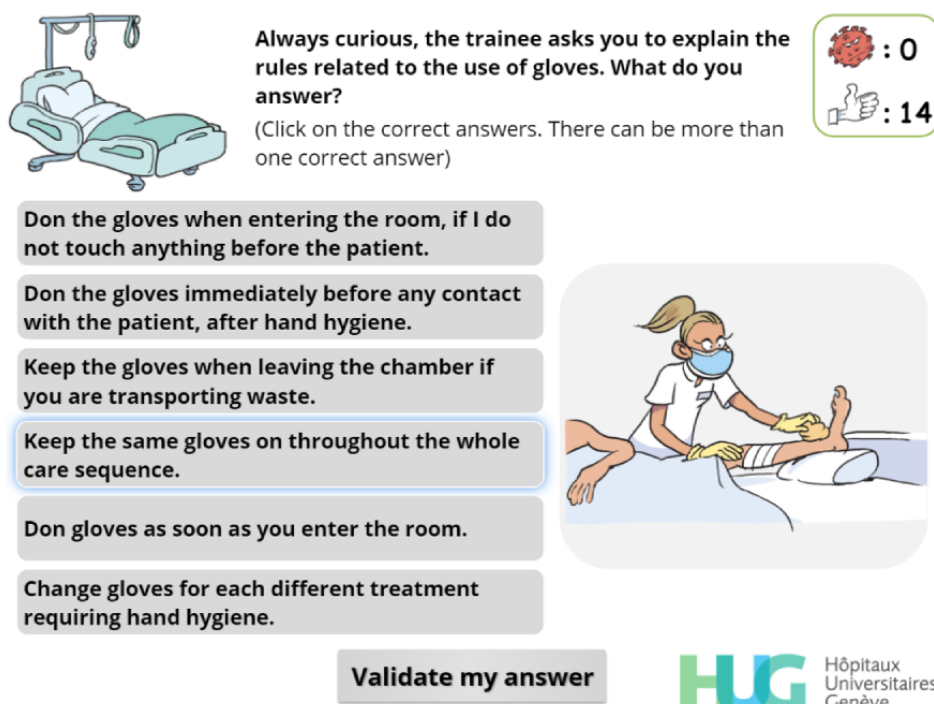 Always curious, the trainee asks you to explain the
rules related to the use of gloves. What do you
answer?
(Click on the correct answers. There can be more than
one correct answer)
: 0
: 14
Don the gloves when entering the room, if I do
not touch anything before the patient.
Don the gloves immediately before any contact
with the patient, after hand hygiene.
Keep the gloves when leaving the chamber if
you are transporting waste.
Keep the same gloves on throughout the whole
care sequence.
Don gloves as soon as you enter the room.
Change gloves for each different treatment
requiring hand hygiene.
Validate my answer
HUG
Hôpitaux
Universitaires
Genève